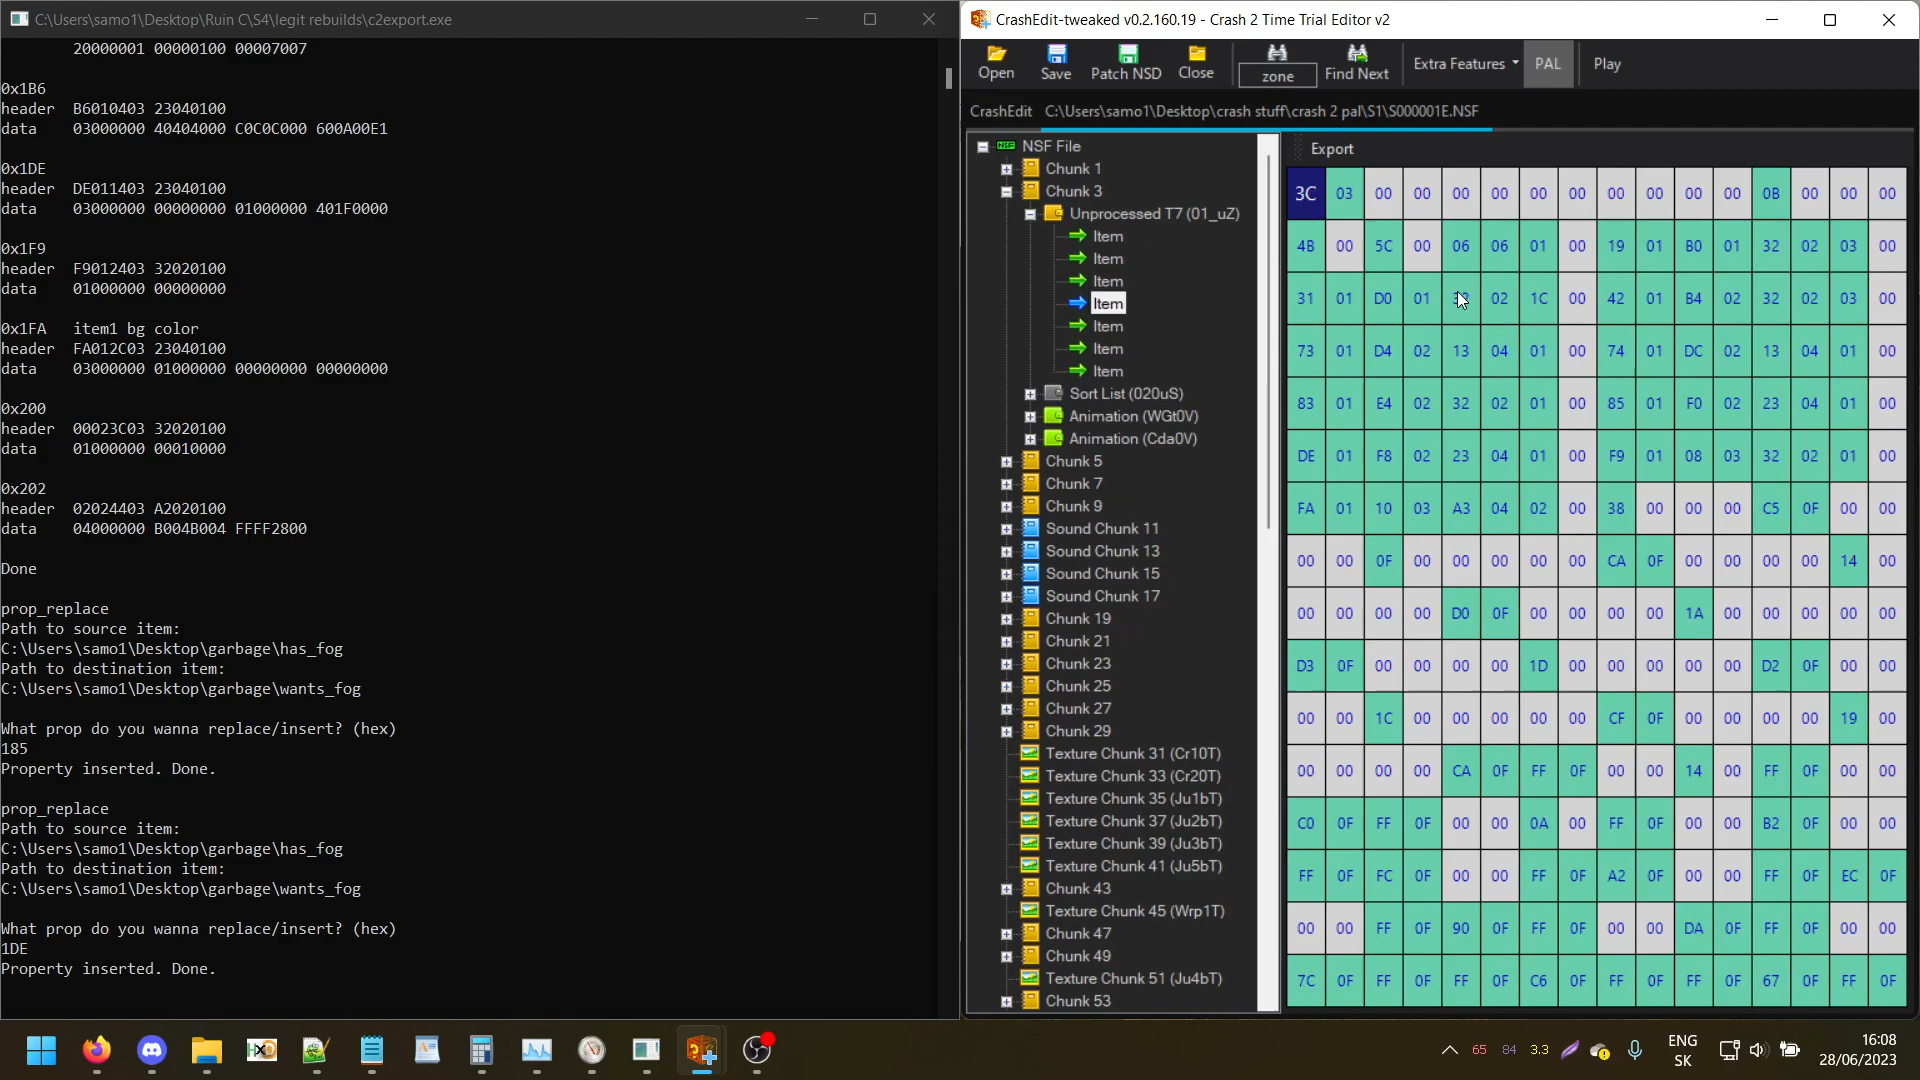 C:\Users\samo1\Desktop\Ruin C\S4\legit rebuilds\c2export.exe
20000001 00000100 00007007
0x1B6
header B6010403 23040100
data 03000000 40404000 C0C0C000 600A00E1
0x1DE
header DE011403 23040100
data 03000000 00000000 01000000 401F0000
0x1F9
header F9012403 32020100
data 01000000 00000000
0x1FA item1 bg color
header FA012C03 23040100
data 03000000 01000000 00000000 00000000
0x200
header 00023C03 32020100
data 01000000 00010000
0x202
header 02024403 A2020100
data 04000000 B004B004 FFFF2800
Done
prop_replace
Path to source item:
C:\Users\samo1\Desktop\garbage\has_fog
Path to destination item:
C:\Users\samo1\Desktop\garbage\wants_fog
What prop do you wanna replace/insert? (hex)
185
Property inserted. Done.
prop_replace
Path to source item:
C:\Users\samo1\Desktop\garbage\has_fog
Path to destination item:
C:\Users\samo1\Desktop\garbage\wants_fog
What prop do you wanna replace/insert? (hex)
1DE
Property inserted. Done.
CrashEdit-tweaked v0.2.160.19 - Crash 2 Time Trial Editor v2
Open Save Patch NSD Close zone Find Next Extra Features PAL Play
CrashEdit C:\Users\samo1\Desktop\crash stuff\crash 2 pal\S1\S000001E.NSF
NSF NSF File
Chunk 1
Chunk 3
Unprocessed T7 (01_uZ)
Item
Item
Item
Item
Item
Item
Item
Sort List (020uS)
Animation (WGt0V)
Animation (Cda0V)
Chunk 5
Chunk 7
Chunk 9
Sound Chunk 11
Sound Chunk 13
Sound Chunk 15
Sound Chunk 17
Chunk 19
Chunk 21
Chunk 23
Chunk 25
Chunk 27
Chunk 29
Texture Chunk 31 (Cr10T)
Texture Chunk 33 (Cr20T)
Texture Chunk 35 (Ju1bT)
Texture Chunk 37 (Ju2bT)
Texture Chunk 39 (Ju3bT)
Texture Chunk 41 (Ju5bT)
Chunk 43
Texture Chunk 45 (Wrp1T)
Chunk 47
Chunk 49
Texture Chunk 51 (Ju4bT)
Chunk 53
Export
3C 03 00 00 00 00 00 00 00 00 00 00 0B 00 00 00
4B 00 5C 00 06 06 01 00 19 01 B0 01 32 02 03 00
31 01 D0 01 02 1C 00 42 01 B4 02 32 02 03 00
73 01 D4 02 13 04 01 00 74 01 DC 02 13 04 01 00
83 01 E4 02 32 02 01 00 85 01 F0 02 23 04 01 00
DE 01 F8 02 23 04 01 00 F9 01 08 03 32 02 01 00
FA 01 10 03 A3 04 02 00 38 00 00 00 C5 0F 00 00
00 00 0F 00 00 00 00 00 CA 0F 00 00 00 00 14 00
00 00 00 00 D0 0F 00 00 00 00 1A 00 00 00 00 00
D3 0F 00 00 00 00 1D 00 00 00 00 00 D2 0F 00 00
00 00 1C 00 00 00 00 00 CF 0F 00 00 00 00 19 00
00 00 00 00 CA 0F FF 0F 00 00 14 00 FF 0F 00 00
C0 0F FF 0F 00 00 0A 00 FF 0F 00 00 B2 0F 00 00
FF 0F FC 0F 00 00 FF 0F A2 0F 00 00 FF 0F EC 0F
00 00 FF 0F 90 0F FF 0F 00 00 DA 0F FF 0F 00 00
7C 0F FF 0F FF 0F C6 0F FF 0F FF 0F 67 0F FF 0F
65 84 3.3 ENG 16:08
SK 28/06/2023